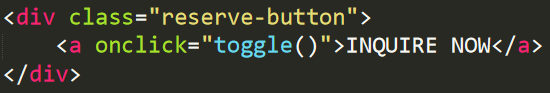 <div class="reserve-button">
    <a onclick="toggle()">INQUIRE NOW</a>
</div>